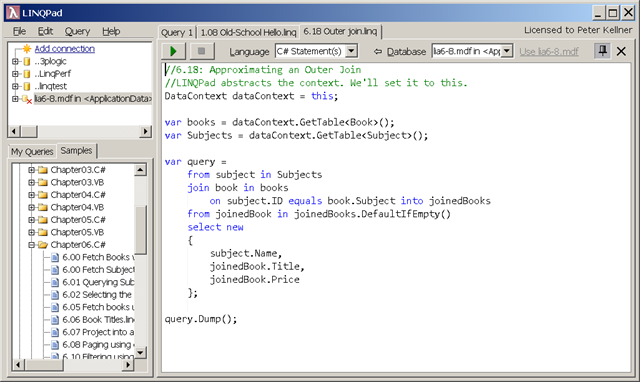 LINQPad
File Edit Query Help
Query 1 1.08 Old-School Hello.linq 6.18 Outer join.linq
Licensed to Peter Kellner
Add connection
..3plogic
..LinqPerf
..linqtest
lia6-8.mdf in <ApplicationData>
Language C# Statement(s) Database lia6-8.mdf in <Ap Use lia6-8.mdf
My Queries Samples
Chapter03.C#
Chapter03.VB
Chapter04.C#
Chapter04.VB
Chapter05.C#
Chapter05.VB
Chapter06.C#
6.00 Fetch Books
6.00 Fetch Subject
6.01 Querying Sub
6.02 Selecting the
6.05 Fetch books u
6.06 Book Titles.lin
6.07 Project into a
6.08 Paging using
6.10 Filtering using
//6.18: Approximating an Outer Join
//LINQPad abstracts the context. We'll set it to this.
DataContext dataContext = this;
var books = dataContext.GetTable<Book>();
var Subjects = dataContext.GetTable<Subject>();
var query =
from subject in Subjects
join book in books
on subject.ID equals book.Subject into joinedBooks
from joinedBook in joinedBooks.DefaultIfEmpty()
select new
{
subject.Name,
joinedBook.Title,
joinedBook.Price
};
query.Dump();